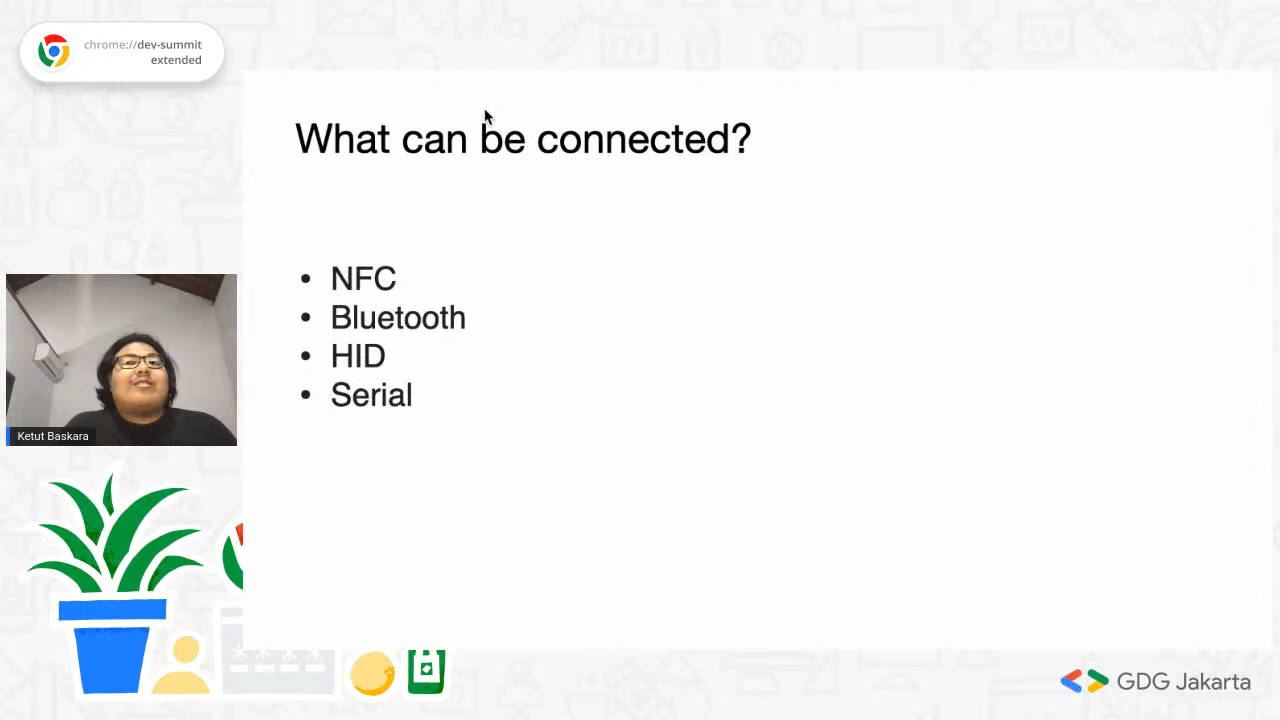 chrome://dev-summit
extended
What can be connected?
• NFC
• Bluetooth
• HID
• Serial
Ketut Baskara
* * * *
GDG Jakarta